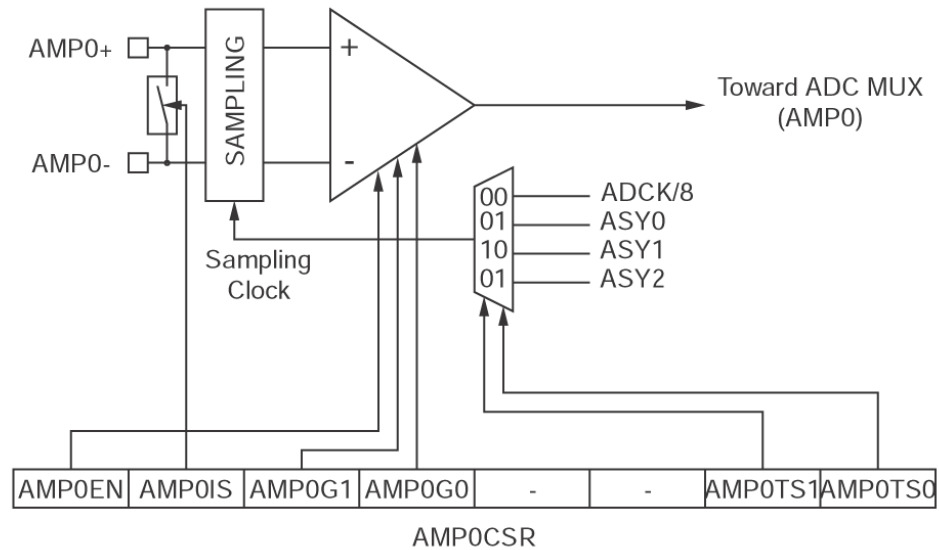 AMP0+
AMP0-
SAMPLING
+
-
Toward ADC MUX
(AMP0)
00 ADCK/8
01 ASY0
10 ASY1
01 ASY2
Sampling
Clock
AMP0EN AMP0IS AMP0G1 AMP0G0 - - AMP0TS1 AMP0TS0
AMP0CSR